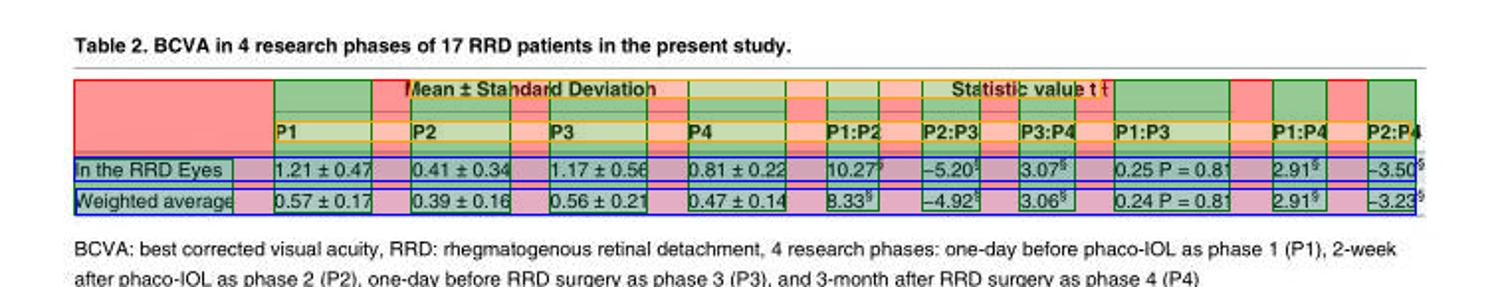 Table 2. BCVA in 4 research phases of 17 RRD patients in the present study.
Mean ± Standard Deviation Statistic value t †
P1 P2 P3 P4 P1:P2 P2:P3 P3:P4 P1:P3 P1:P4 P2:P4
In the RRD Eyes 1.21 ± 0.47 0.41 ± 0.34 1.17 ± 0.56 0.81 ± 0.22 10.27§ −5.20§ 3.07§ 0.25 P = 0.81 2.91§ −3.50§
Weighted average 0.57 ± 0.17 0.39 ± 0.16 0.56 ± 0.21 0.47 ± 0.14 8.33§ −4.92§ 3.06§ 0.24 P = 0.81 2.91§ −3.23§
BCVA: best corrected visual acuity, RRD: rhegmatogenous retinal detachment, 4 research phases: one-day before phaco-IOL as phase 1 (P1), 2-week
after phaco-IOL as phase 2 (P2), one-day before RRD surgery as phase 3 (P3), and 3-month after RRD surgery as phase 4 (P4)